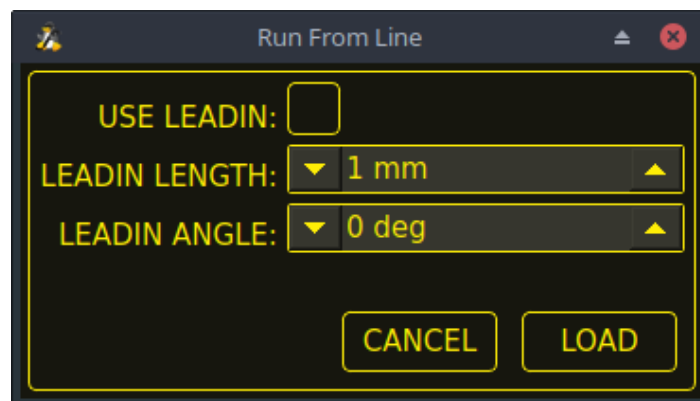 Run From Line
USE LEADIN:
LEADIN LENGTH: 1 mm
LEADIN ANGLE: 0 deg
CANCEL LOAD